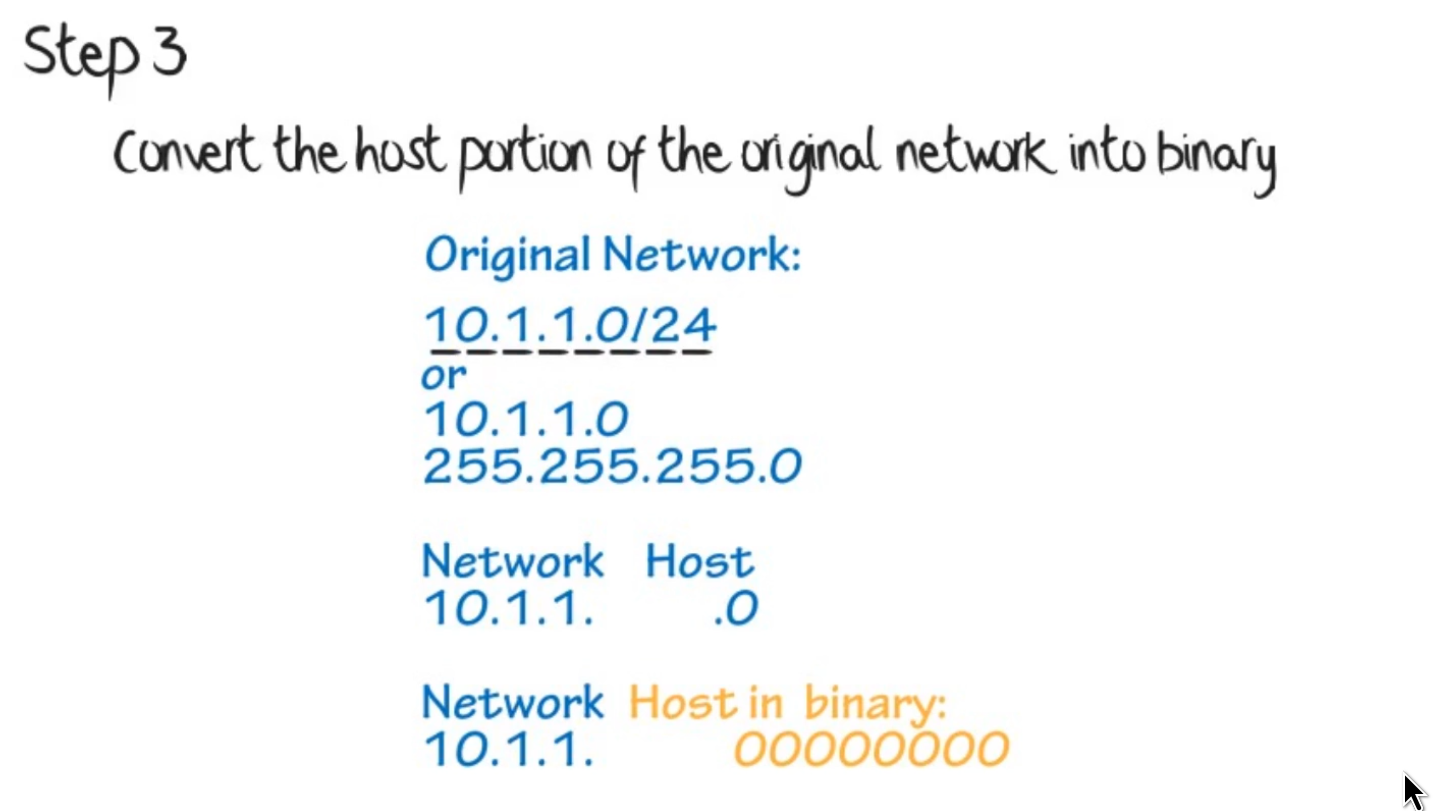 Step 3
Convert the host portion of the original network into binary
Original Network:
10.1.1.0/24
or
10.1.1.0
255.255.255.0
Network Host
10.1.1. .0
Network Host in binary:
10.1.1. 00000000